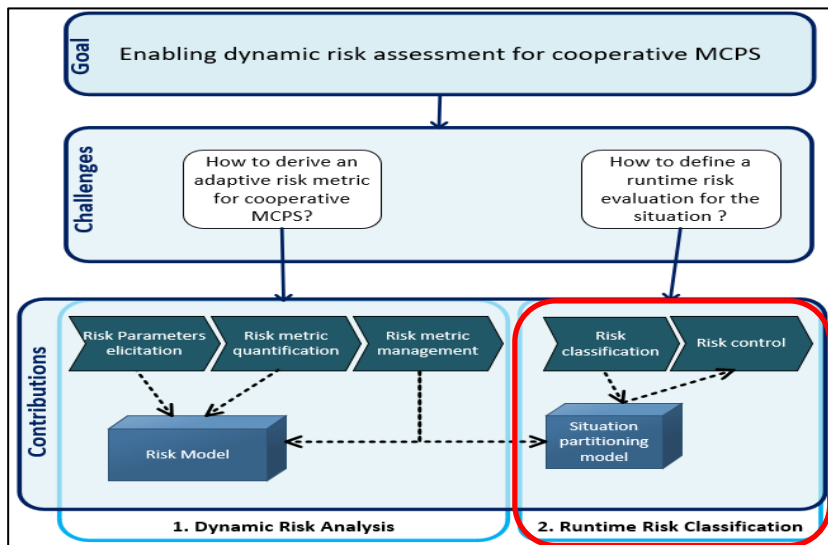 Goal
Enabling dynamic risk assessment for cooperative MCPS
Challenges
How to derive an
adaptive risk metric
for cooperative
MCPS?
How to define a
runtime risk
evaluation for the
situation ?
Contributions
Risk Parameters
elicitation
Risk metric
quantification
Risk metric
management
Risk
classification
Risk control
Risk Model
Situation
partitioning
model
1. Dynamic Risk Analysis
2. Runtime Risk Classification